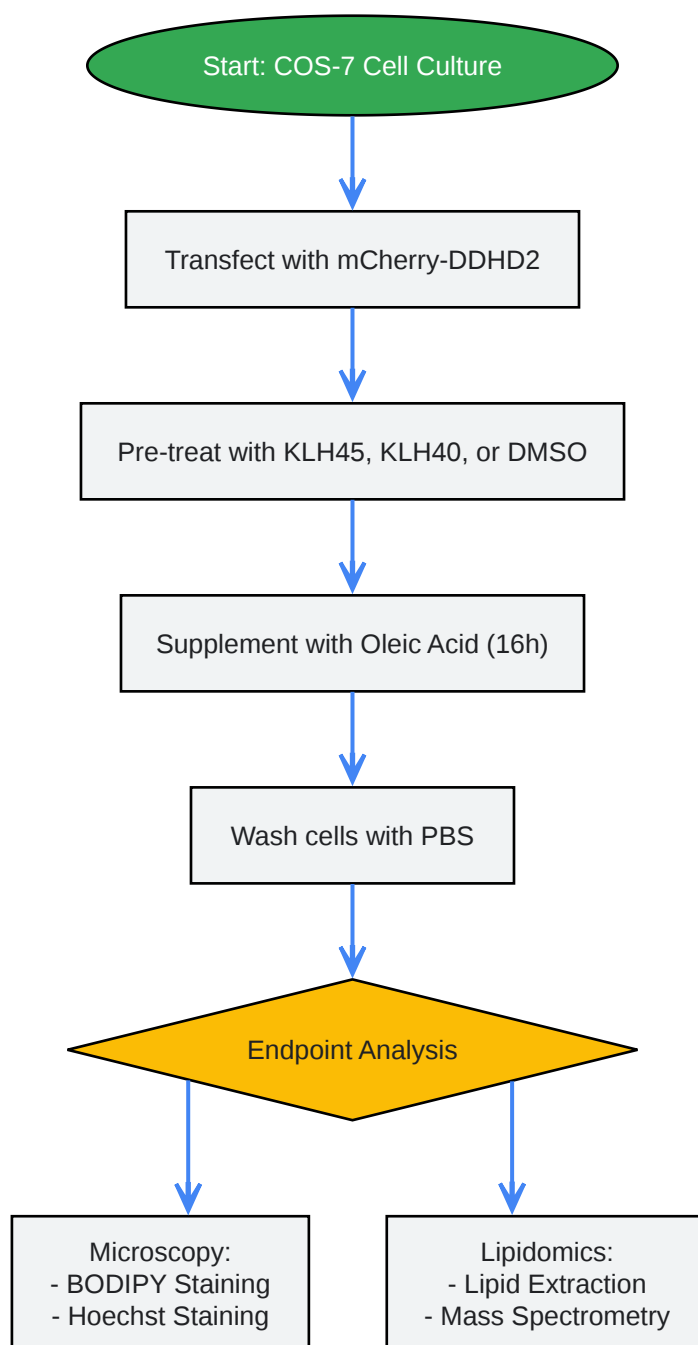 Start: COS-7 Cell Culture
Transfect with mCherry-DDHD2
Pre-treat with KLH45, KLH40, or DMSO
Supplement with Oleic Acid (16h)
Wash cells with PBS
Endpoint Analysis
Microscopy:
- BODIPY Staining
- Hoechst Staining
Lipidomics:
- Lipid Extraction
- Mass Spectrometry